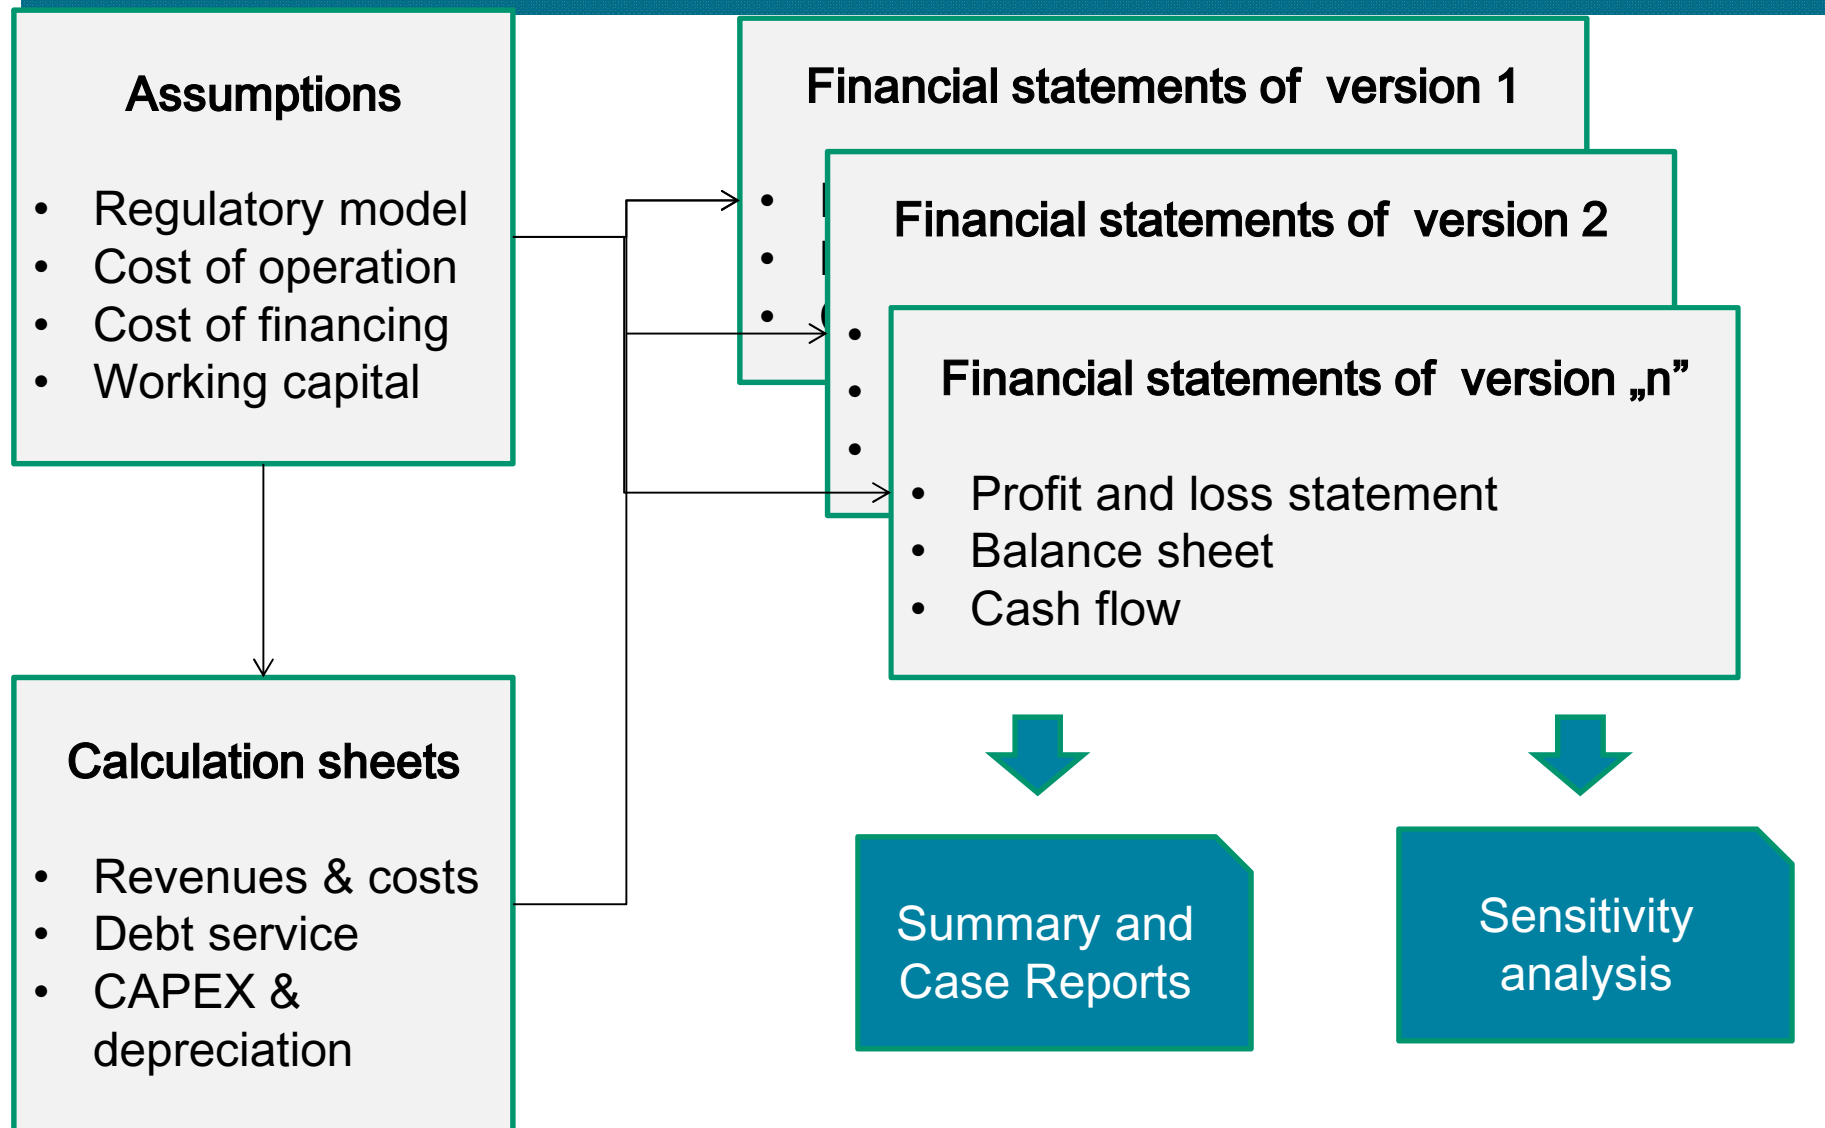 Assumptions
• Regulatory model
• Cost of operation
• Cost of financing
• Working capital
Calculation sheets
• Revenues & costs
• Debt service
• CAPEX &
depreciation
Financial statements of version 1
•
•
•
Financial statements of version 2
•
•
•
Financial statements of version „n”
• Profit and loss statement
• Balance sheet
• Cash flow
Summary and
Case Reports
Sensitivity
analysis